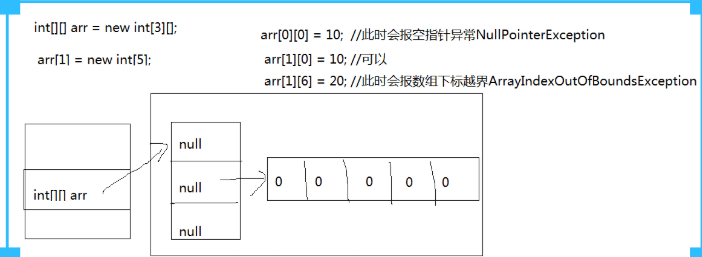 int[][] arr = new int[3][];
arr[1] = new int[5];
arr[0][0] = 10; //此时会报空指针异常NullPointerException
arr[1][0] = 10; //可以
arr[1][6] = 20; //此时会报数组下标越界ArrayIndexOutOfBoundsException
int[][] arr
null
null
null
0 0 0 0 0